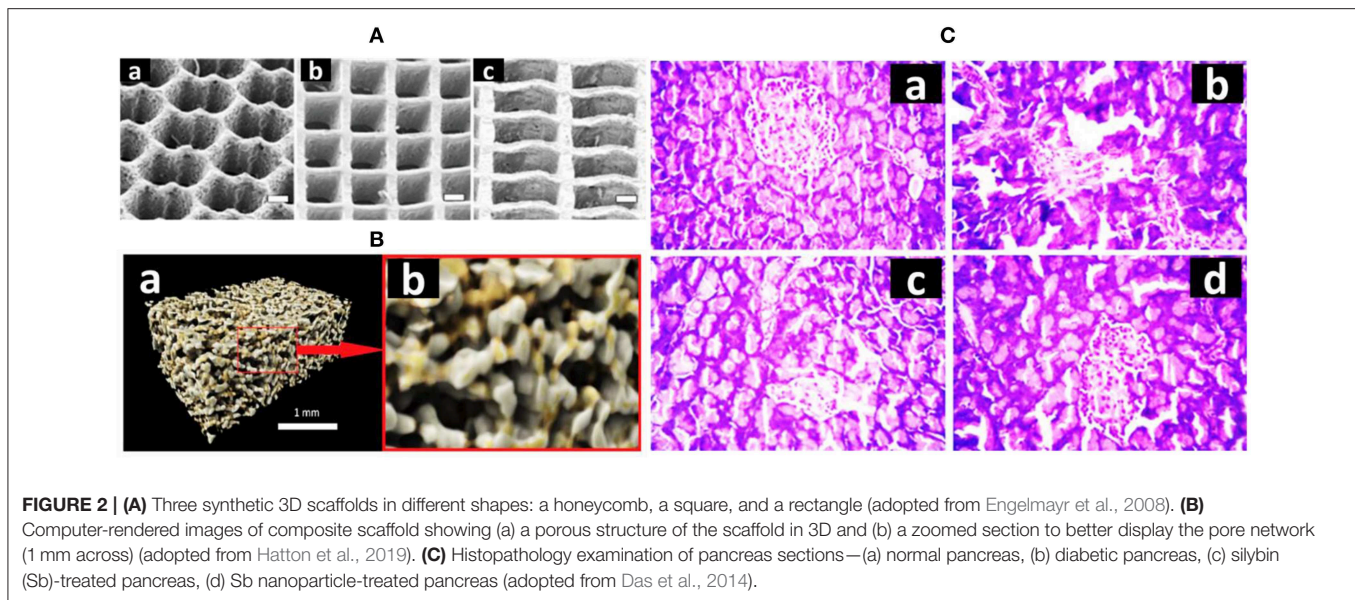 A
a
b
c
B
a
1 mm
b
C
a
b
c
d
FIGURE 2 | (A) Three synthetic 3D scaffolds in different shapes: a honeycomb, a square, and a rectangle (adopted from Engelmayr et al., 2008). (B)
Computer-rendered images of composite scaffold showing (a) a porous structure of the scaffold in 3D and (b) a zoomed section to better display the pore network
(1 mm across) (adopted from Hatton et al., 2019). (C) Histopathology examination of pancreas sections—(a) normal pancreas, (b) diabetic pancreas, (c) silybin
(Sb)-treated pancreas, (d) Sb nanoparticle-treated pancreas (adopted from Das et al., 2014).